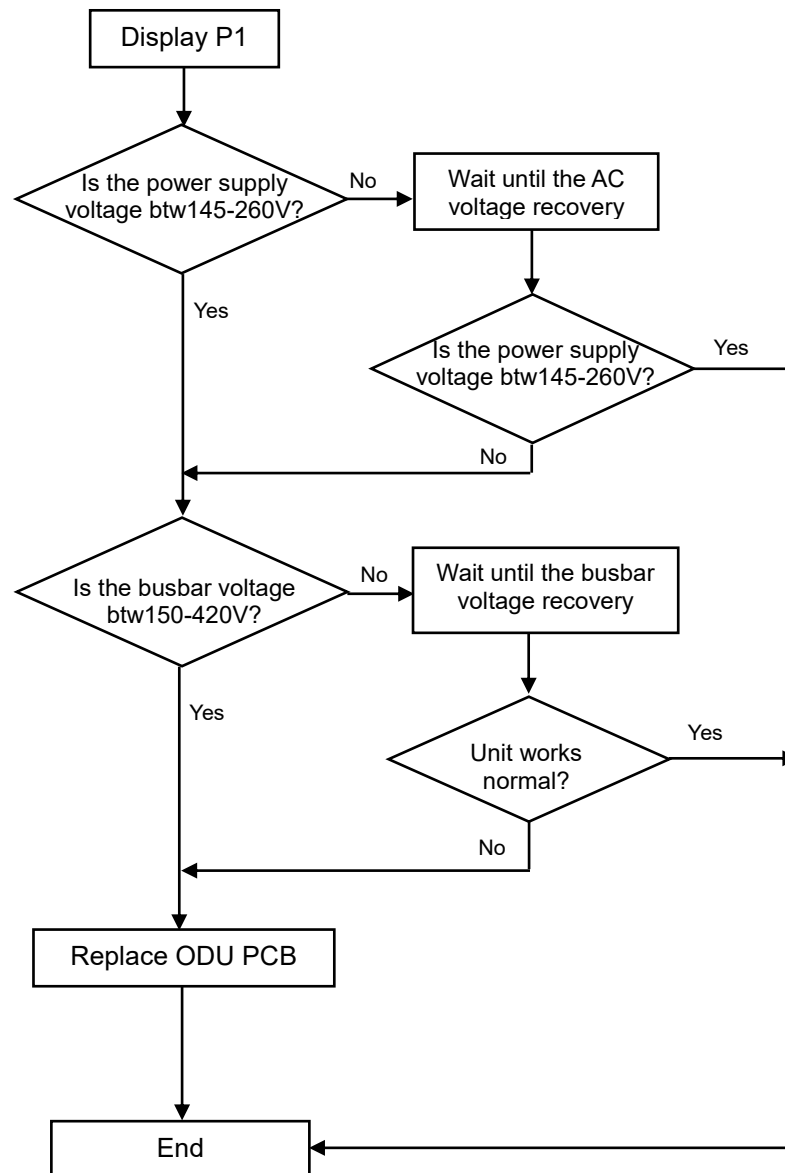 Display P1
Is the power supply
voltage btw145-260V?
No
Wait until the AC
voltage recovery
Yes
Is the power supply
voltage btw145-260V?
Yes
No
Is the busbar voltage
btw150-420V?
No
Wait until the busbar
voltage recovery
Yes
Unit works
normal?
Yes
No
Replace ODU PCB
End